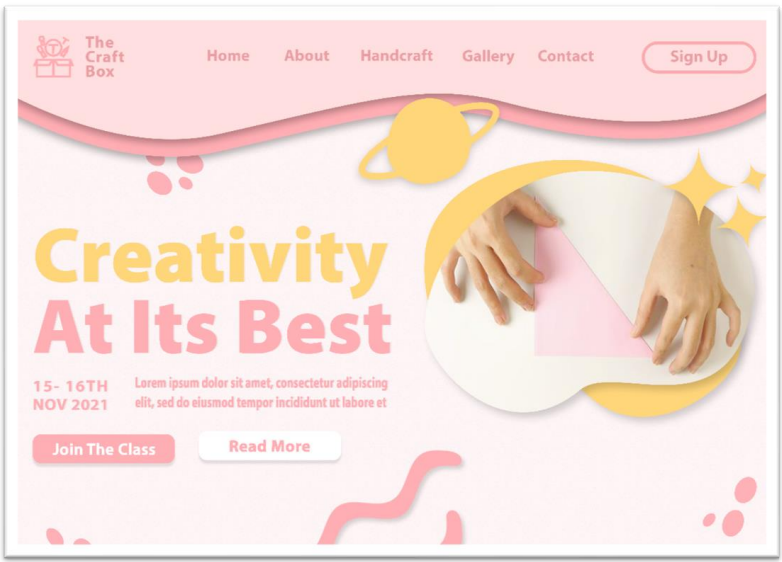 The
Craft
Box
Home About Handcraft Gallery Contact Sign Up
Creativity
At Its Best
15- 16TH
NOV 2021
Lorem ipsum dolor sit amet, consectetur adipiscing
elit, sed do eiusmod tempor incididunt ut labore et
Join The Class
Read More